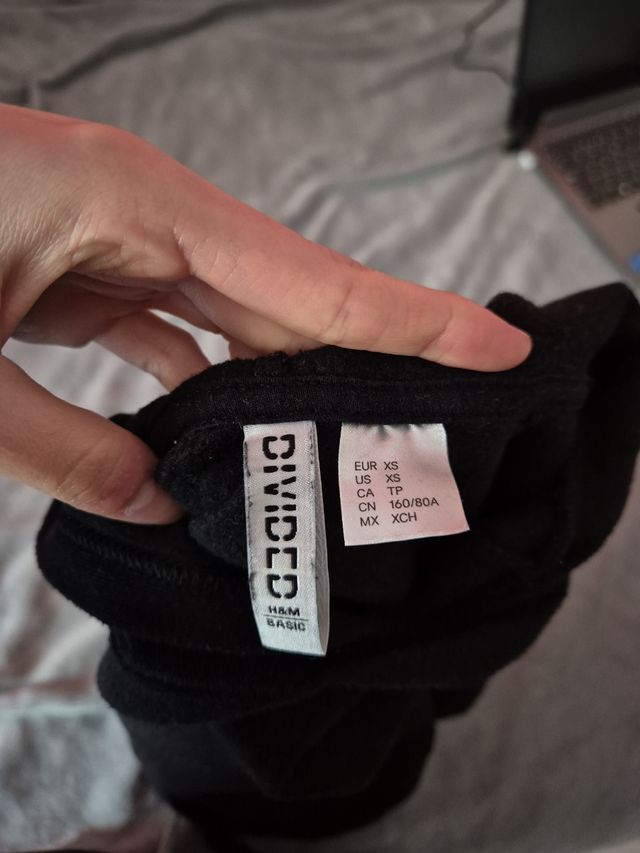 DIVIDED
H&M
BASIC
EUR XS
US XS
CA TP
CN 160/80A
MX XCH